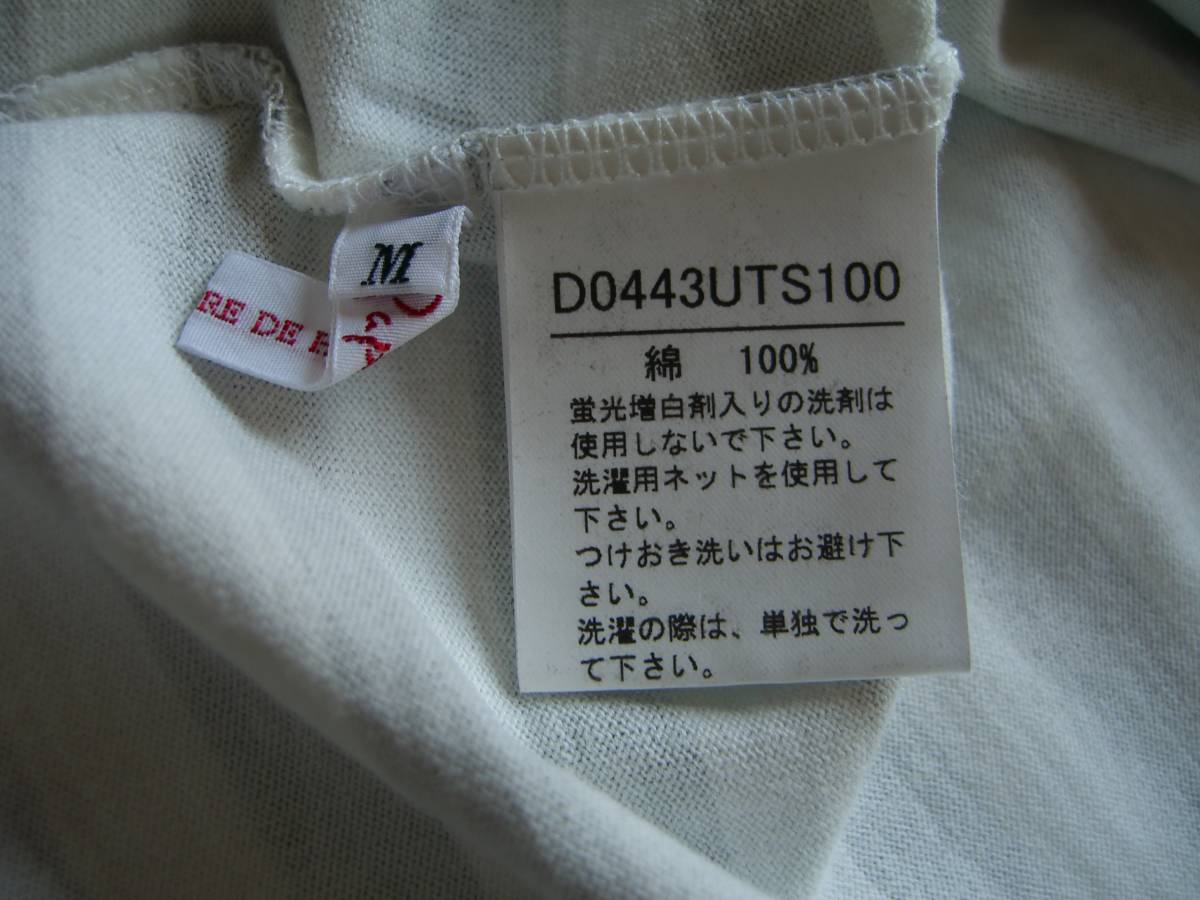 M
RE DE
D0443UTS100
綿 100%
蛍光増白剤入りの洗剤は
使用しないで下さい。
洗濯用ネットを使用して
下さい。
つけおき洗いはお避け下
さい。
洗濯の際は、単独で洗っ
て下さい。